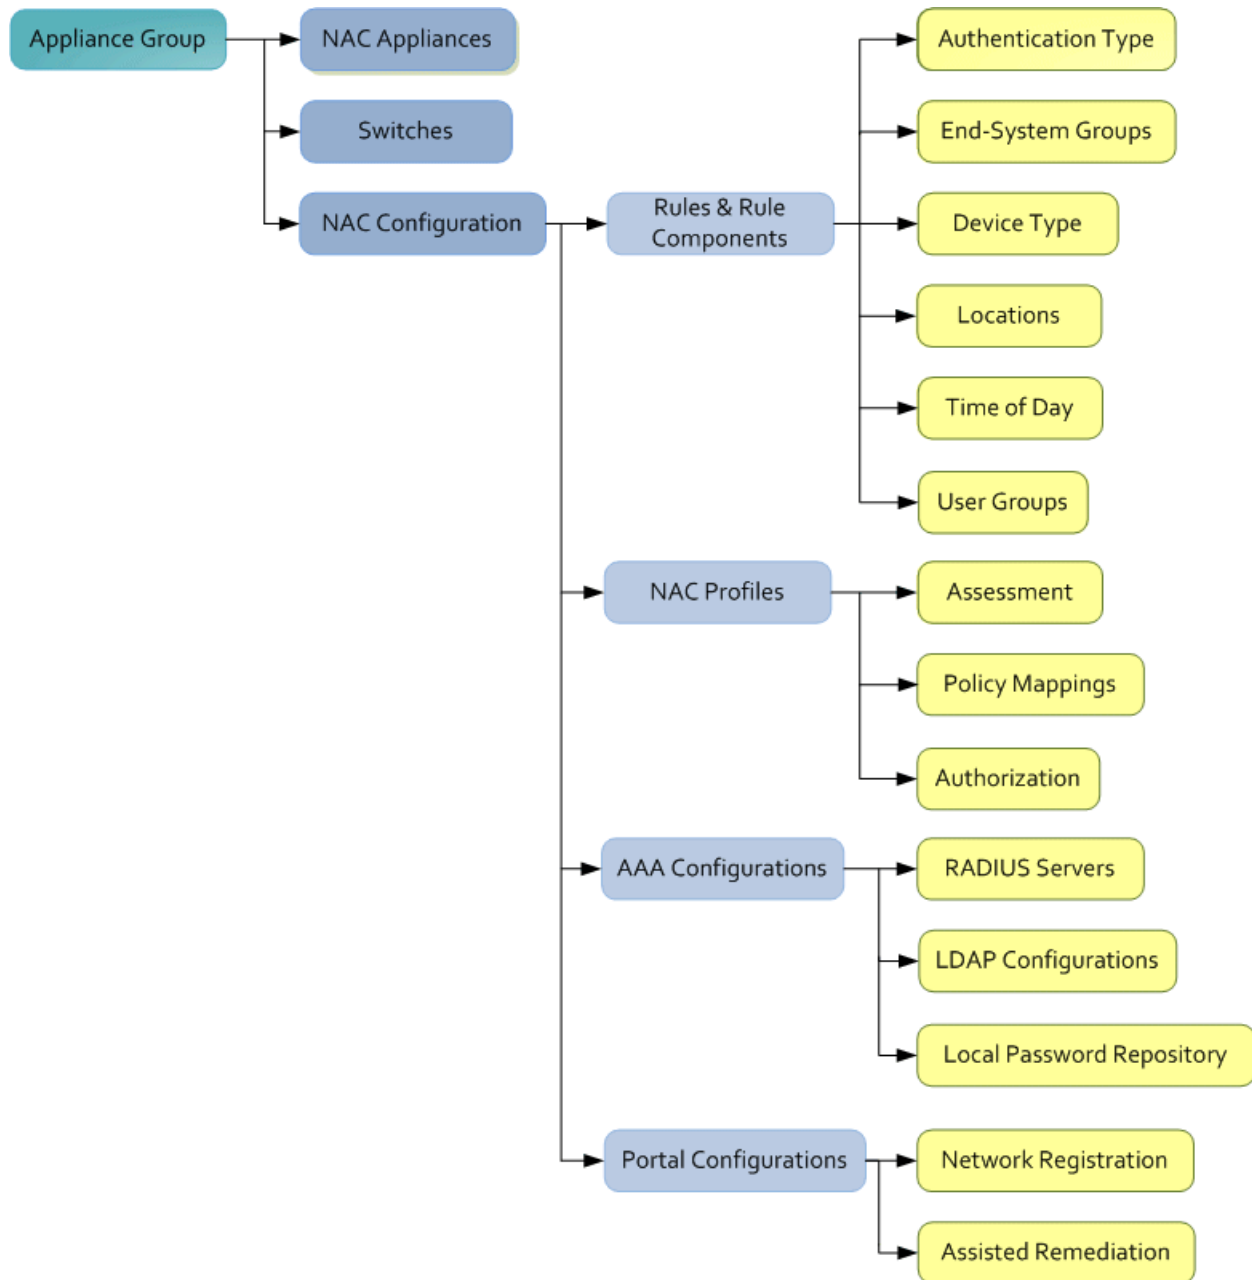 Appliance Group
NAC Appliances
Authentication Type
Switches
End-System Groups
NAC Configuration
Rules & Rule
Components
Device Type
Locations
Time of Day
User Groups
NAC Profiles
Assessment
Policy Mappings
Authorization
AAA Configurations
RADIUS Servers
LDAP Configurations
Local Password Repository
Portal Configurations
Network Registration
Assisted Remediation